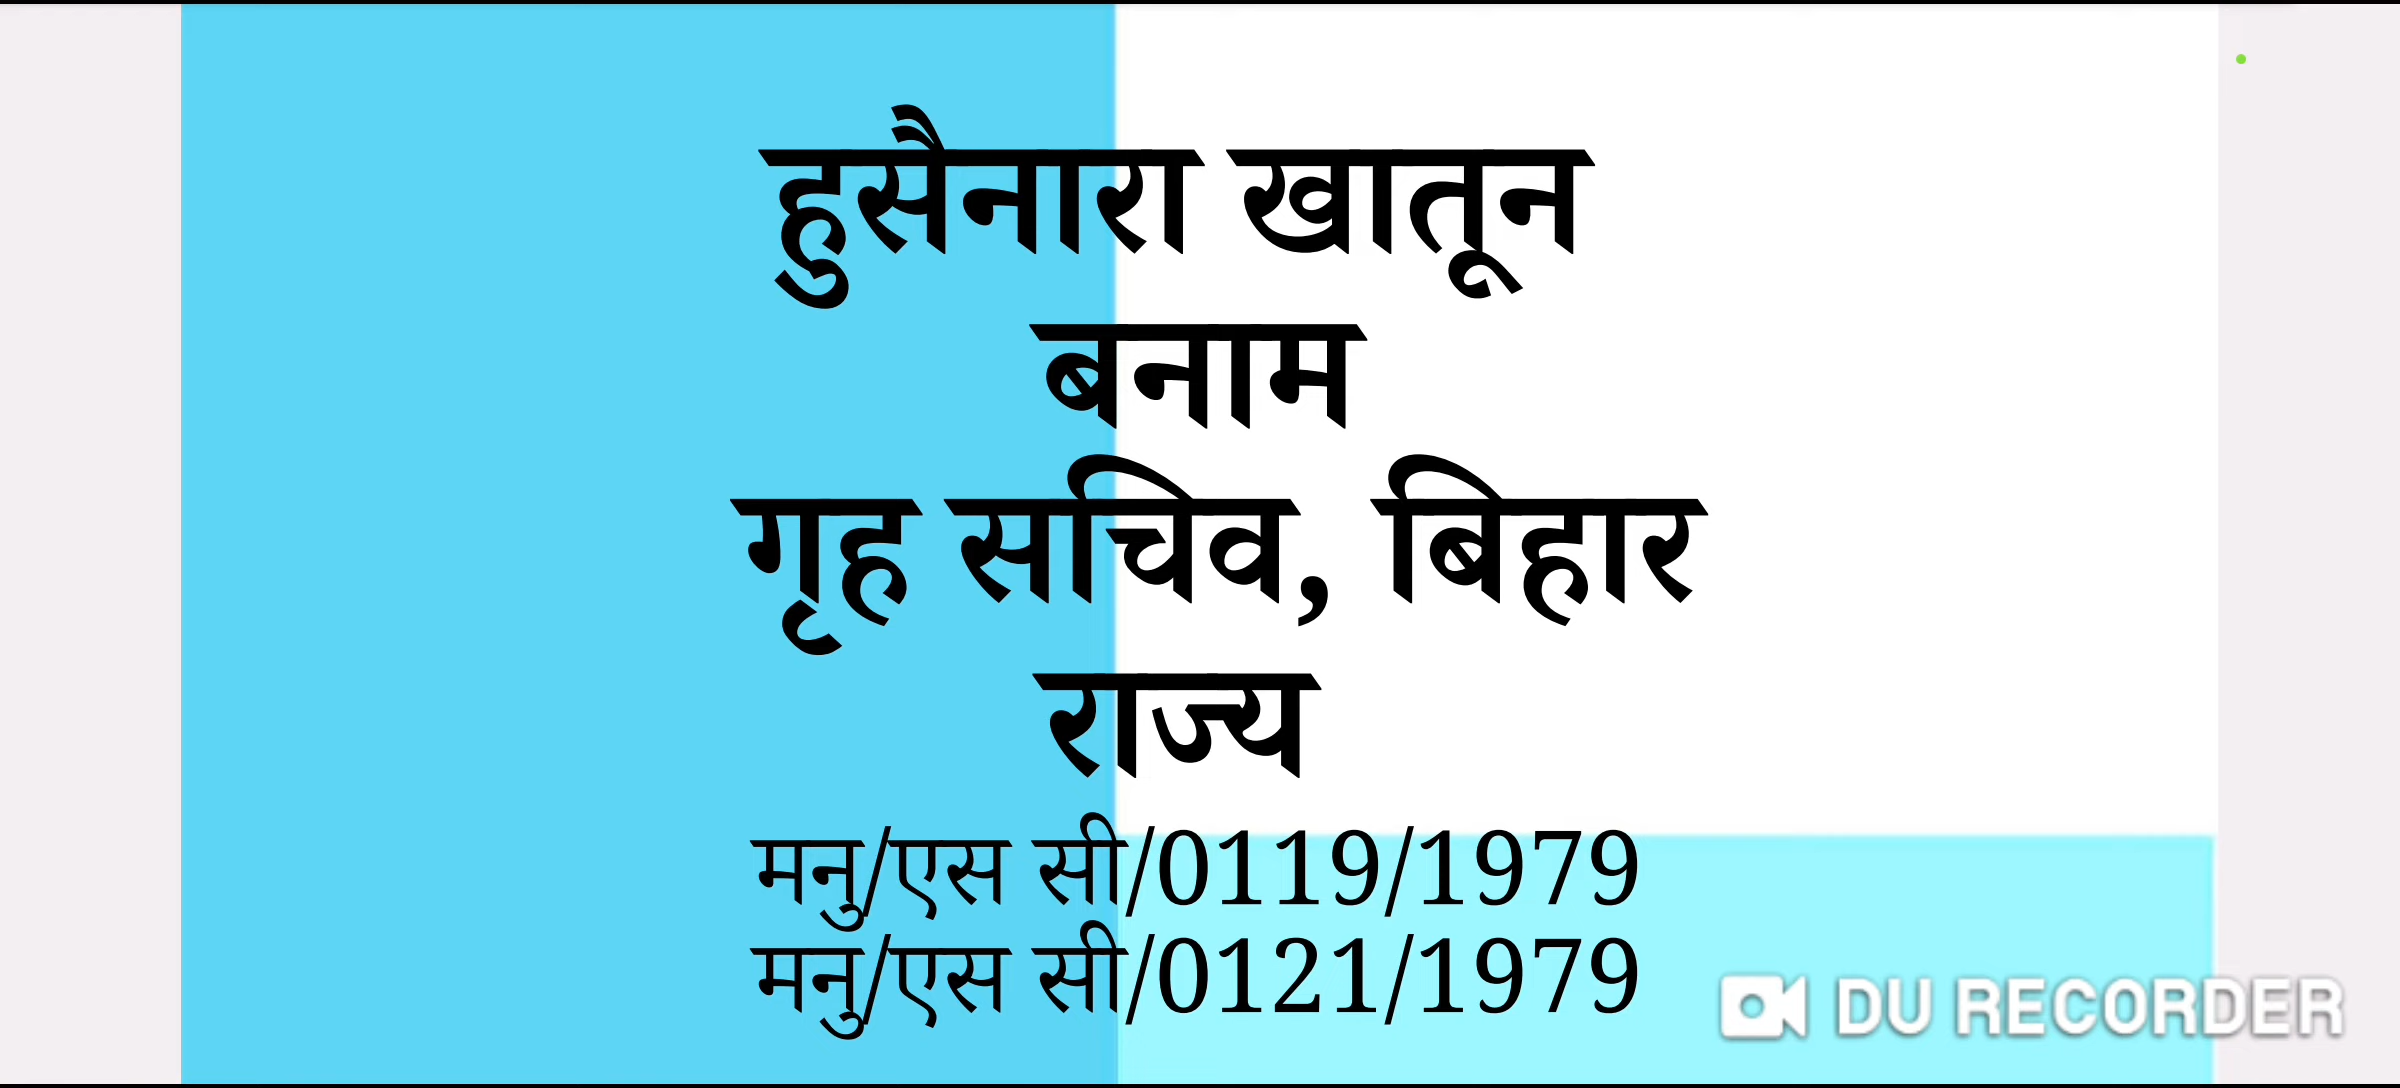 हुसैनारा खातून
बनाम
गृह सचिव, बिहार
राज्य
मनु/एस सी/0119/1979
मनु/एस सी/0121/1979
DU RECORDER